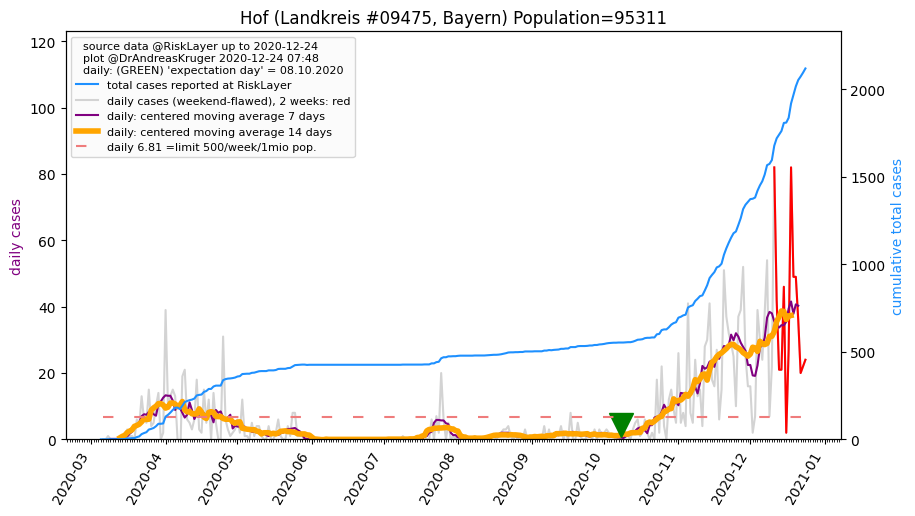 Hof (Landkreis #09475, Bayern) Population=95311
source data @RiskLayer up to 2020-12-24
plot @DrAndreasKruger 2020-12-24 07:48
daily: (GREEN) 'expectation day' = 08.10.2020
total cases reported at RiskLayer
daily cases (weekend-flawed), 2 weeks: red
daily: centered moving average 7 days
daily: centered moving average 14 days
daily 6.81 =limit 500/week/1mio pop.
daily cases
120
100
80
60
40
20
0
cumulative total cases
2000
1500
1000
500
0
2020-03
2020-04
2020-05
2020-06
2020-07
2020-08
2020-09
2020-10
2020-11
2020-12
2021-01